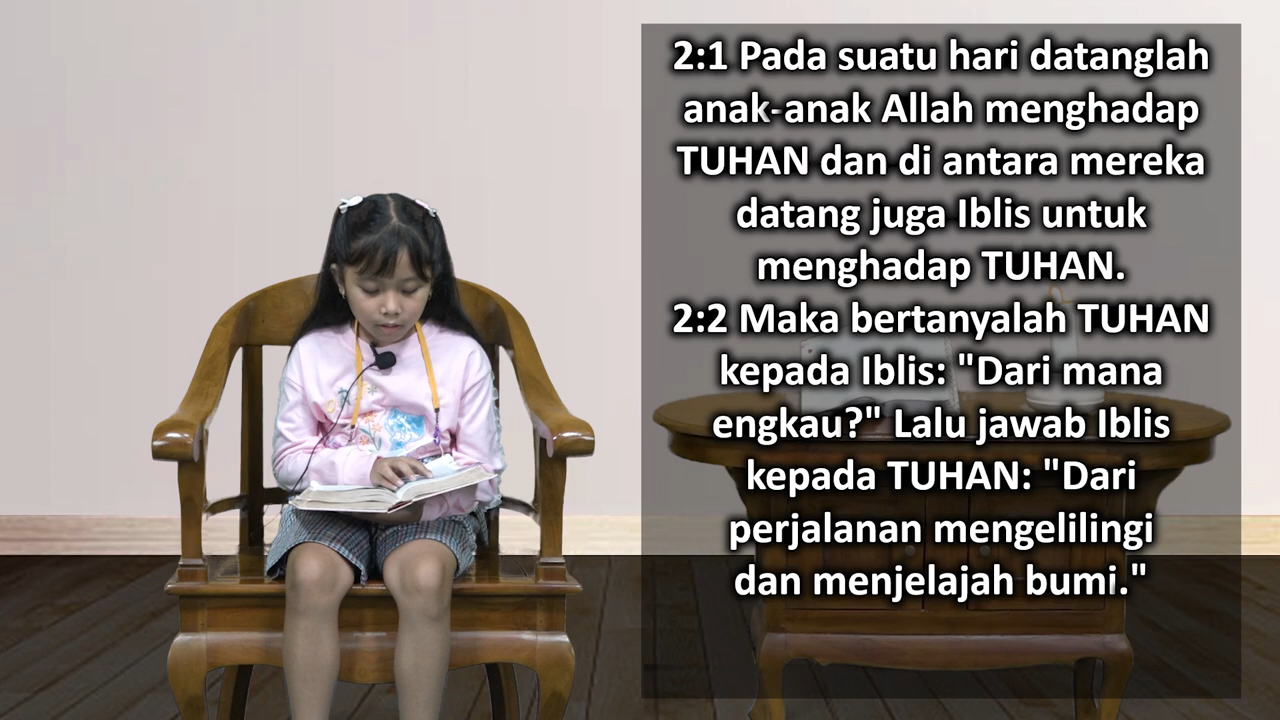 2:1 Pada suatu hari datanglah
anak-anak Allah menghadap
TUHAN dan di antara mereka
datang juga Iblis untuk
menghadap TUHAN.
2:2 Maka bertanyalah TUHAN
kepada Iblis: "Dari mana
engkau?" Lalu jawab Iblis
kepada TUHAN: "Dari
perjalanan mengelilingi
dan menjelajah bumi."